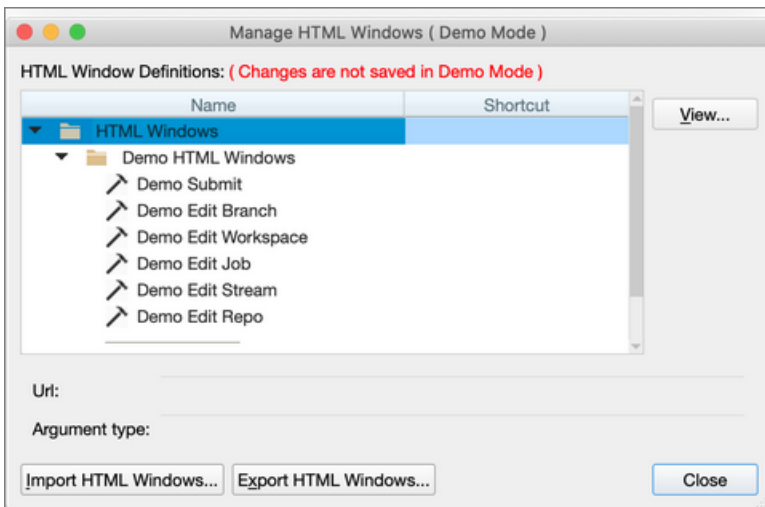 Manage HTML Windows ( Demo Mode )
HTML Window Definitions: ( Changes are not saved in Demo Mode )
Name Shortcut
View...
HTML Windows
Demo HTML Windows
Demo Submit
Demo Edit Branch
Demo Edit Workspace
Demo Edit Job
Demo Edit Stream
Demo Edit Repo
Url:
Argument type:
Import HTML Windows... Export HTML Windows... Close